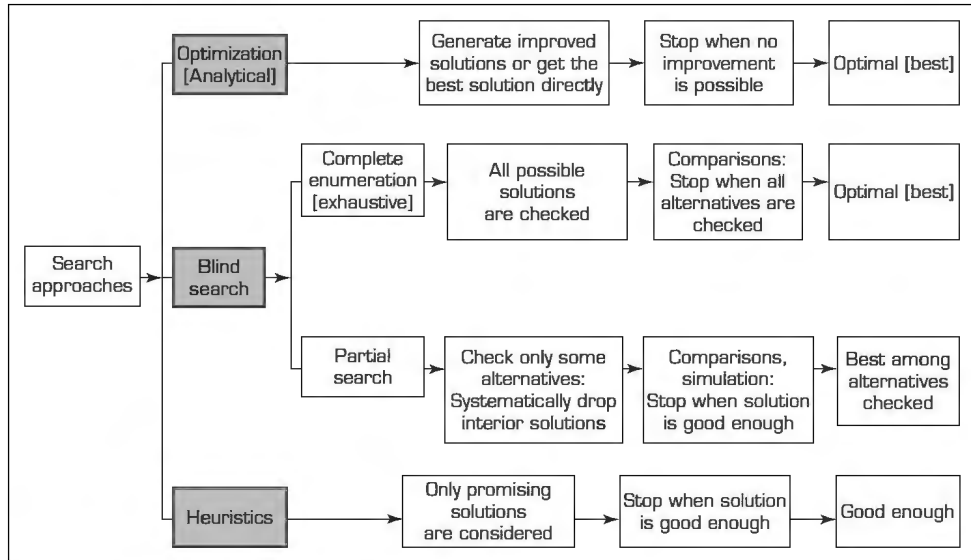 Optimization
[Analytical]
Generate improved
solutions or get the
best solution directly
Stop when no
improvement
is possible
Optimal [best]
Complete
enumeration
[exhaustive]
All possible
solutions
are checked
Comparisons:
Stop when all
alternatives are
checked
Optimal [best]
Search
approaches
Blind
search
Partial
search
Check only some
alternatives:
Systematically drop
interior solutions
Comparisons,
simulation:
Stop when solution
is good enough
Best among
alternatives
checked
Heuristics
Only promising
solutions
are considered
Stop when solution
is good enough
Good enough